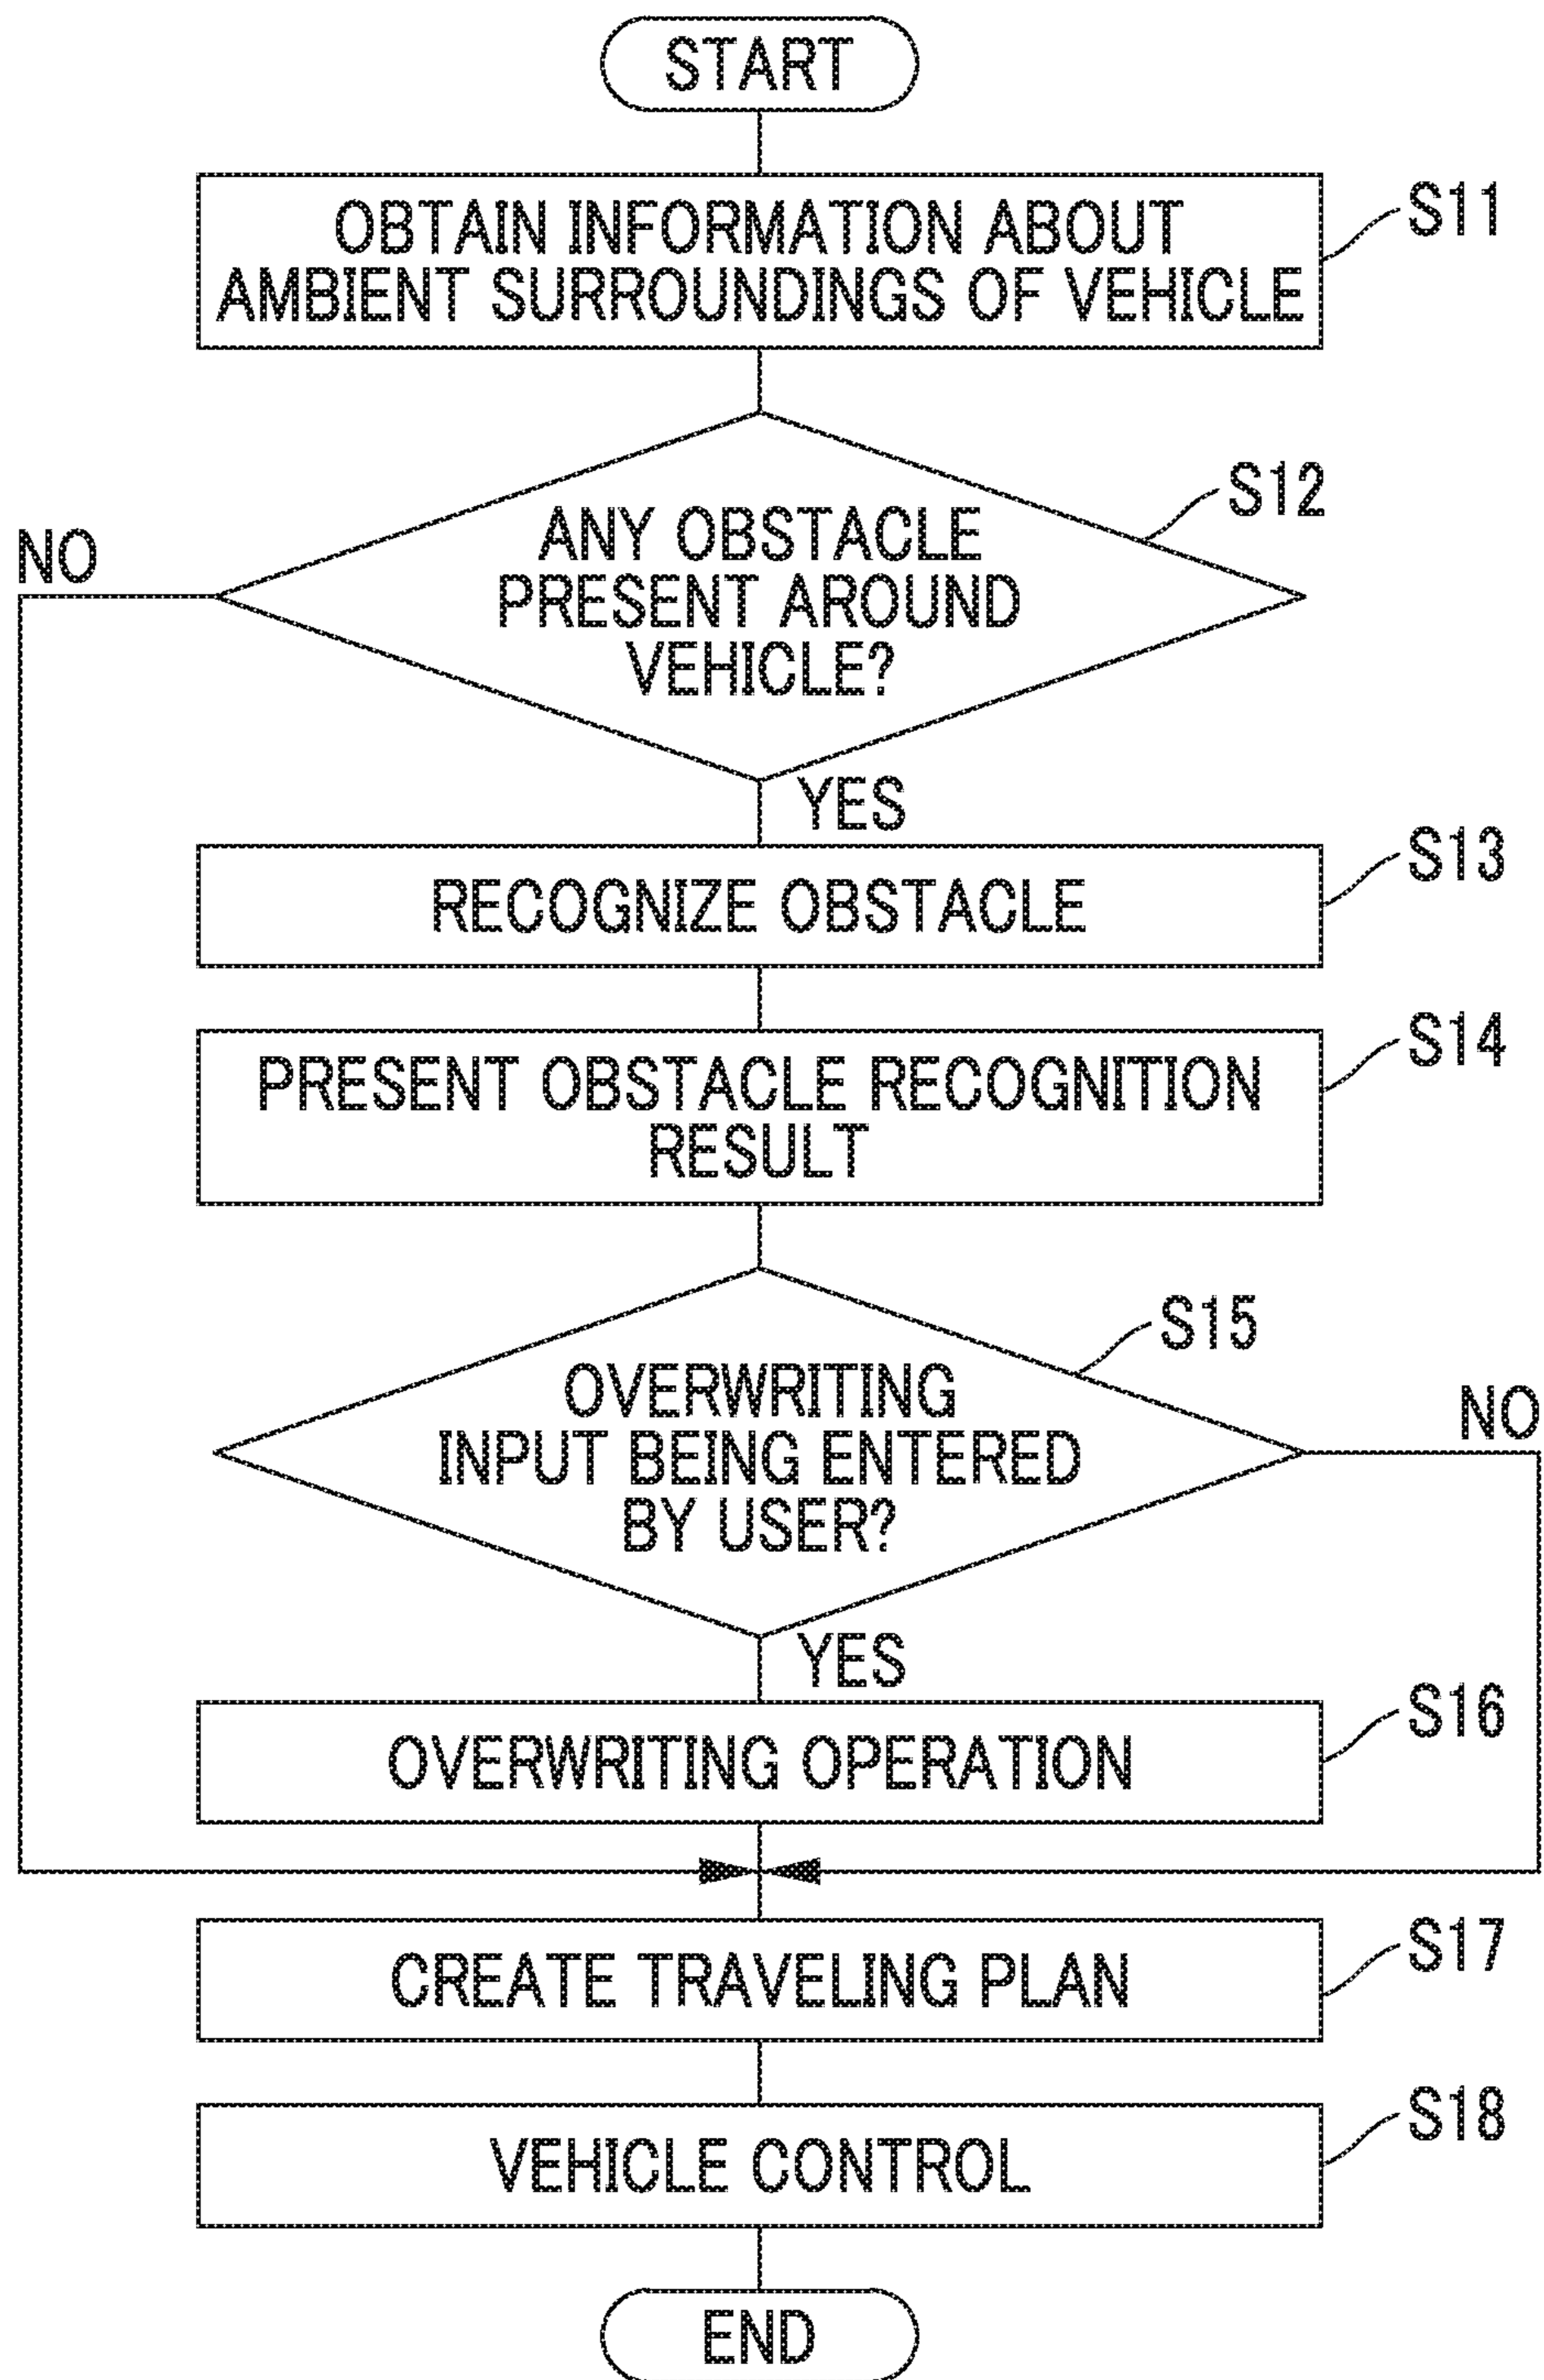 START
OBTAIN INFORMATION ABOUT
AMBIENT SURROUNDINGS OF VEHICLE
S11
ANY OBSTACLE
PRESENT AROUND
VEHICLE?
S12
NO
YES
RECOGNIZE OBSTACLE
S13
PRESENT OBSTACLE RECOGNITION
RESULT
S14
OVERWRITING
INPUT BEING ENTERED
BY USER?
S15
NO
YES
OVERWRITING OPERATION
S16
CREATE TRAVELING PLAN
S17
VEHICLE CONTROL
S18
END